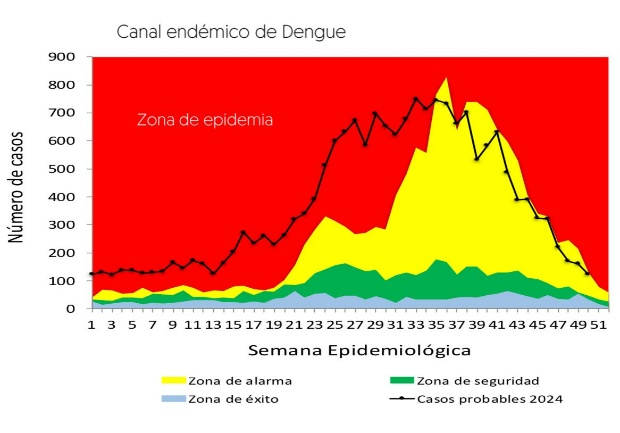 Canal endémico de Dengue
900
800
700
600
500
400
300
200
100
0
Número de casos
Zona de epidemia
1 3 5 7 9 11 13 15 17 19 21 23 25 27 29 31 33 35 37 39 41 43 45 47 49 51
Semana Epidemiológica
Zona de alarma
Zona de seguridad
Zona de éxito
Casos probables 2024